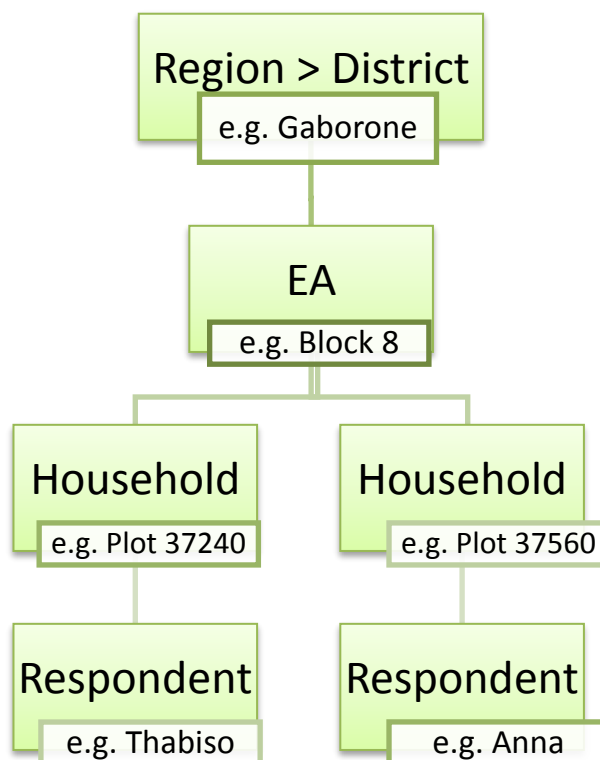 Region > District
e.g. Gaborone
EA
e.g. Block 8
Household
e.g. Plot 37240
Household
e.g. Plot 37560
Respondent
e.g. Thabiso
Respondent
e.g. Anna